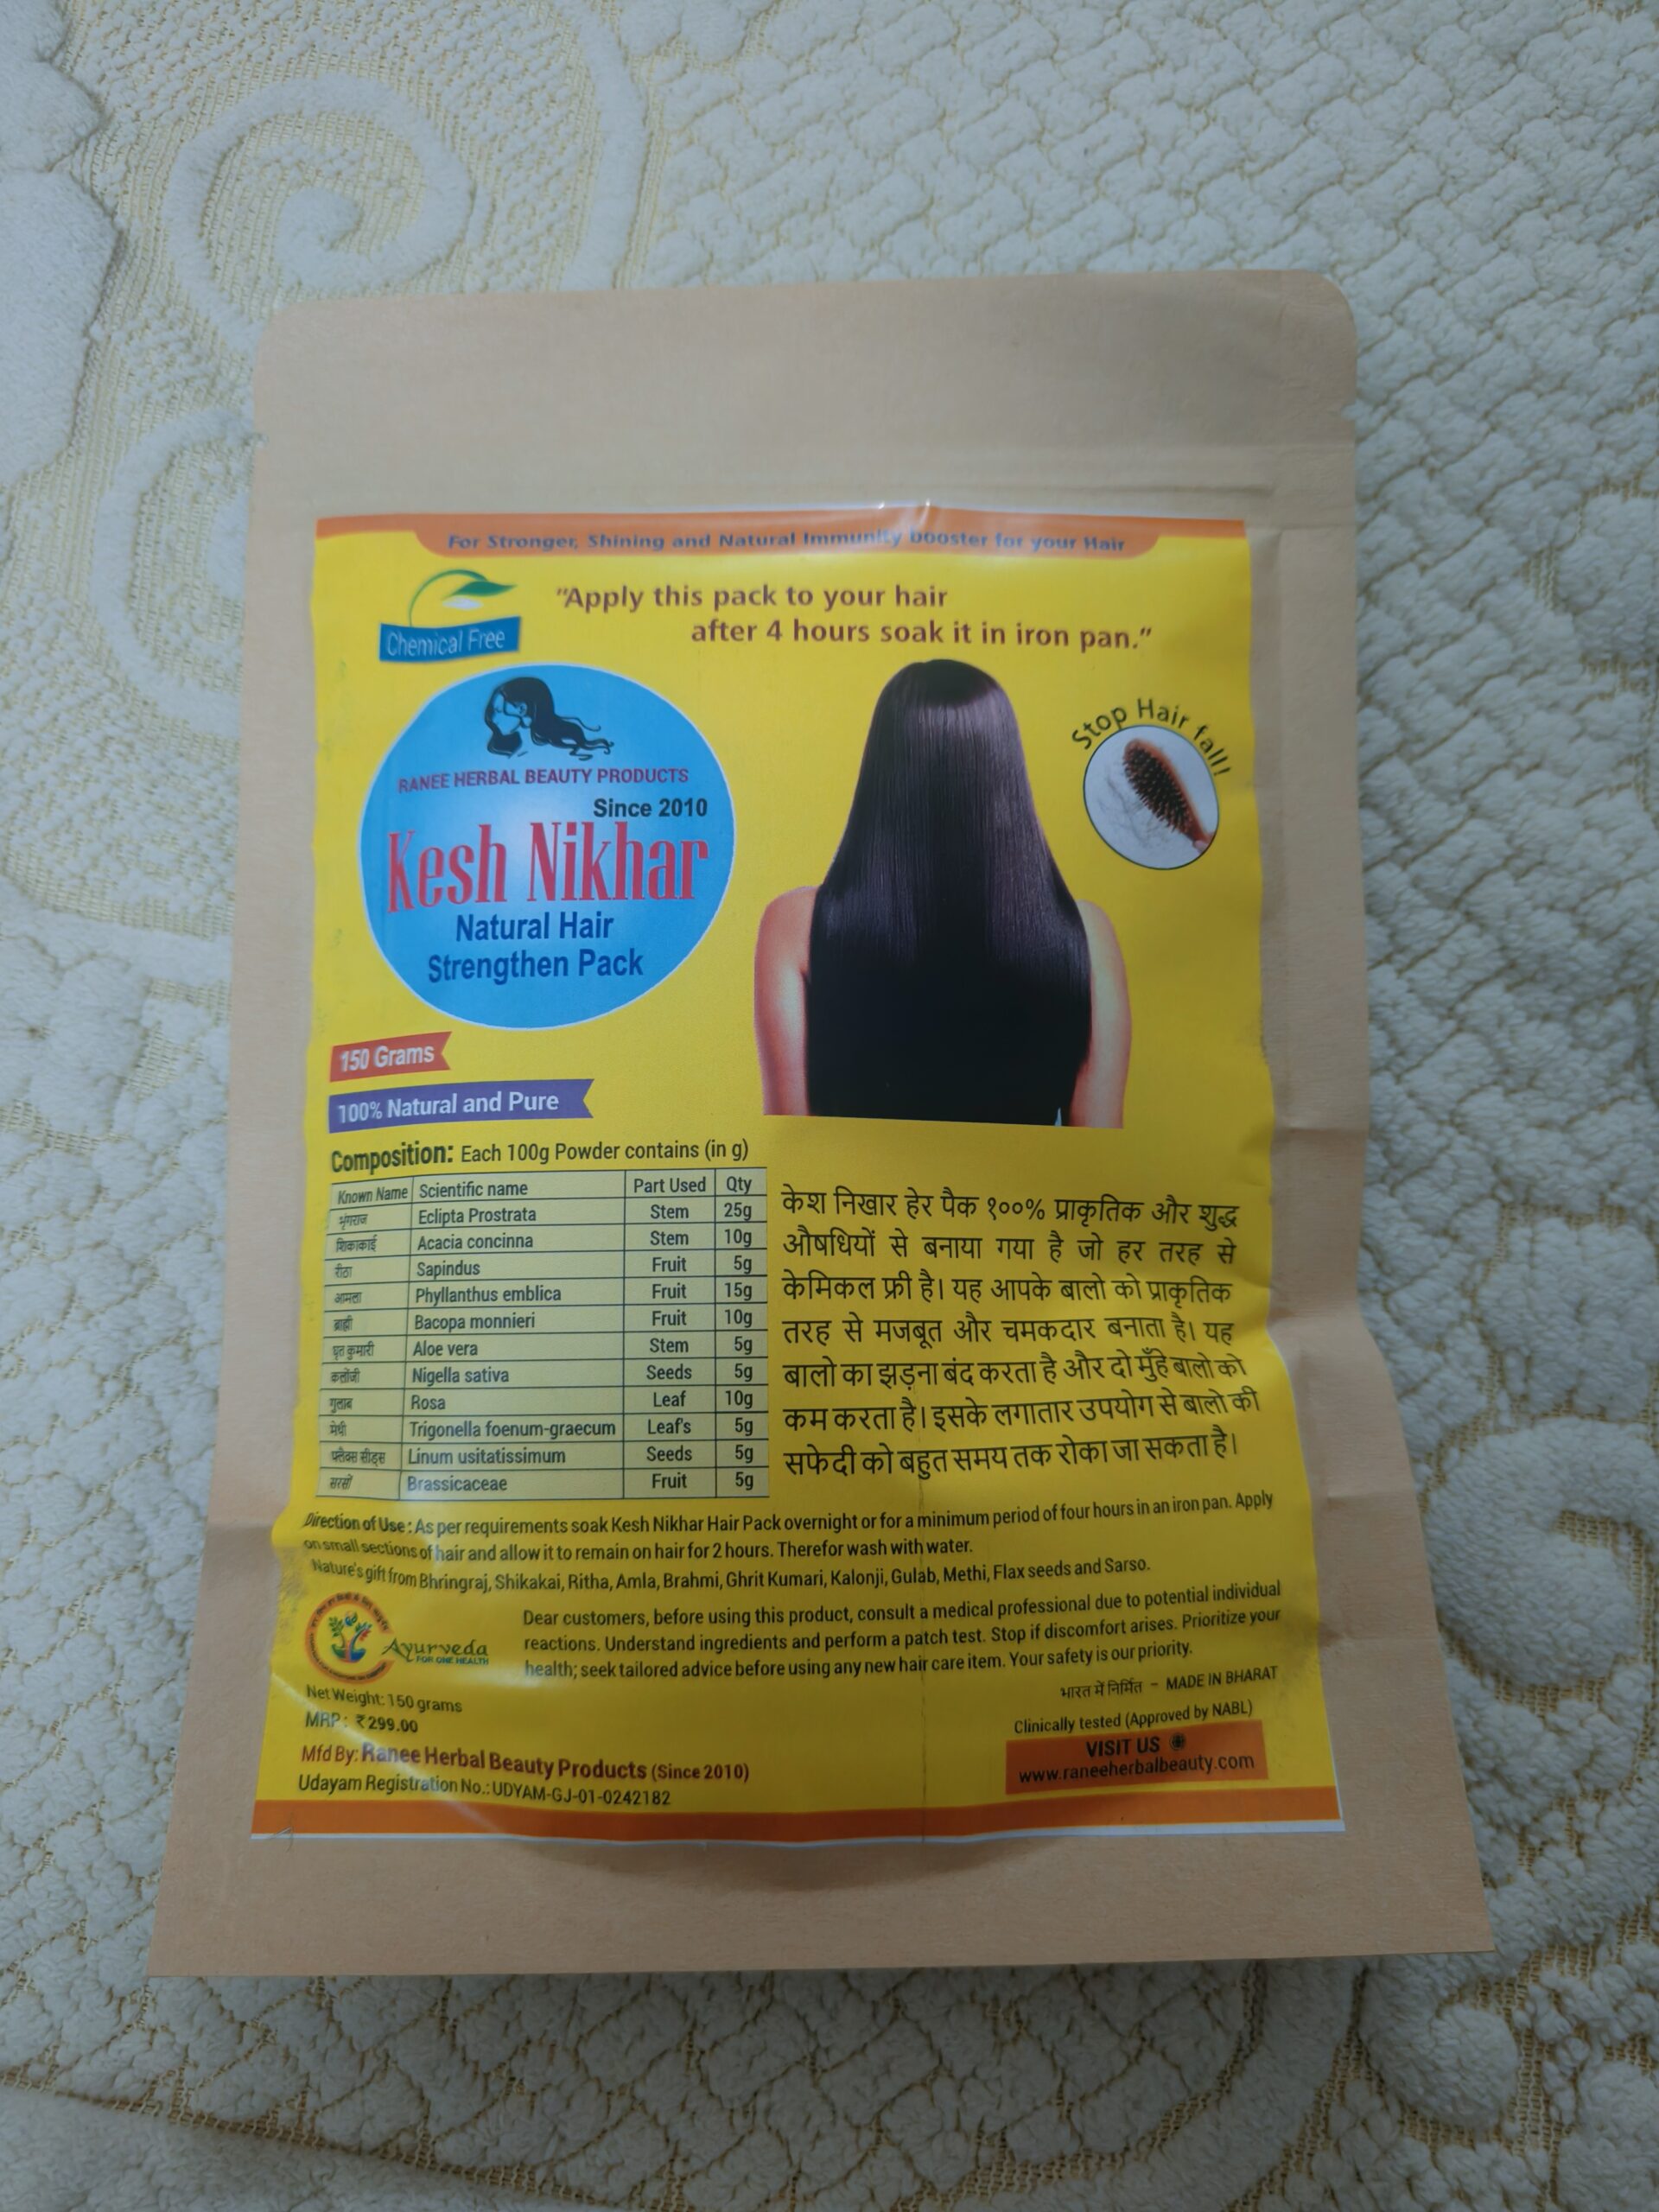 For Stronger, Shining and Natural Immunity booster for your Hair
Chemical Free
"Apply this pack to your hair
after 4 hours soak it in iron pan."
Stop Hair fall!
RANEE HERBAL BEAUTY PRODUCTS
Since 2010
Kesh Nikhar
Natural Hair
Strengthen Pack
150 Grams
100% Natural and Pure
Composition: Each 100g Powder contains (in g)
Known Name Scientific name Part Used Qty
भृंगराज Eclipta Prostrata Stem 25g
शिकाकाई Acacia concinna Stem 10g
रीठा Sapindus Fruit 5g
आमला Phyllanthus emblica Fruit 15g
ब्राह्मी Bacopa monnieri Fruit 10g
घृत कुमारी Aloe vera Stem 5g
कलोंजी Nigella sativa Seeds 5g
गुलाब Rosa Leaf 10g
मेथी Trigonella foenum-graecum Leaf's 5g
फ्लैक्स सीड्स Linum usitatissimum Seeds 5g
सरसों Brassicaceae Fruit 5g
केश निखार हेर पैक १००% प्राकृतिक और शुद्ध
औषधियों से बनाया गया है जो हर तरह से
केमिकल फ्री है। यह आपके बालो को प्राकृतिक
तरह से मजबूत और चमकदार बनाता है। यह
बालो का झड़ना बंद करता है और दो मुँहे बालो को
कम करता है। इसके लगातार उपयोग से बालो की
सफेदी को बहुत समय तक रोका जा सकता है।
Direction of Use : As per requirements soak Kesh Nikhar Hair Pack overnight or for a minimum period of four hours in an iron pan. Apply
on small sections of hair and allow it to remain on hair for 2 hours. Therefor wash with water.
Nature's gift from Bhringraj, Shikakai, Ritha, Amla, Brahmi, Ghrit Kumari, Kalonji, Gulab, Methi, Flax seeds and Sarso.
Ayurveda
FOR ONE HEALTH
Dear customers, before using this product, consult a medical professional due to potential individual
reactions. Understand ingredients and perform a patch test. Stop if discomfort arises. Prioritize your
health; seek tailored advice before using any new hair care item. Your safety is our priority.
भारत में निर्मित - MADE IN BHARAT
Net Weight: 150 grams
MRP : ₹299.00
Clinically tested (Approved by NABL)
VISIT US
www.raneeherbalbeauty.com
Mfd By: Ranee Herbal Beauty Products (Since 2010)
Udayam Registration No.: UDYAM-GJ-01-0242182